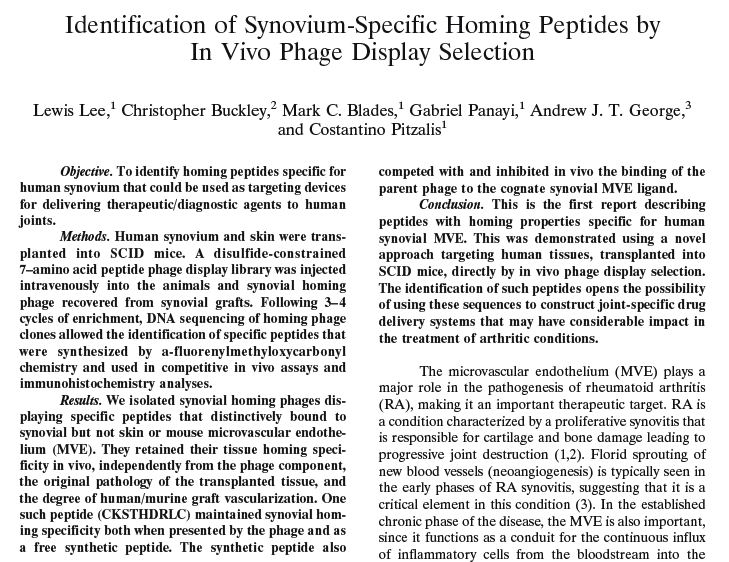 Identification of Synovium-Specific Homing Peptides by
In Vivo Phage Display Selection
Lewis Lee,1 Christopher Buckley,2 Mark C. Blades,1 Gabriel Panayi,1 Andrew J. T. George,3
and Costantino Pitzalis1
Objective. To identify homing peptides specific for
human synovium that could be used as targeting devices
for delivering therapeutic/diagnostic agents to human
joints.
Methods. Human synovium and skin were trans-
planted into SCID mice. A disulfide-constrained
7–amino acid peptide phage display library was injected
intravenously into the animals and synovial homing
phage recovered from synovial grafts. Following 3–4
cycles of enrichment, DNA sequencing of homing phage
clones allowed the identification of specific peptides that
were synthesized by a-fluorenylmethyloxycarbonyl
chemistry and used in competitive in vivo assays and
immunohistochemistry analyses.
Results. We isolated synovial homing phages dis-
playing specific peptides that distinctively bound to
synovial but not skin or mouse microvascular endothe-
lium (MVE). They retained their tissue homing speci-
ficity in vivo, independently from the phage component,
the original pathology of the transplanted tissue, and
the degree of human/murine graft vascularization. One
such peptide (CKSTHDRLC) maintained synovial hom-
ing specificity both when presented by the phage and as
a free synthetic peptide. The synthetic peptide also
competed with and inhibited in vivo the binding of the
parent phage to the cognate synovial MVE ligand.
Conclusion. This is the first report describing
peptides with homing properties specific for human
synovial MVE. This was demonstrated using a novel
approach targeting human tissues, transplanted into
SCID mice, directly by in vivo phage display selection.
The identification of such peptides opens the possibility
of using these sequences to construct joint-specific drug
delivery systems that may have considerable impact in
the treatment of arthritic conditions.
The microvascular endothelium (MVE) plays a
major role in the pathogenesis of rheumatoid arthritis
(RA), making it an important therapeutic target. RA is
a condition characterized by a proliferative synovitis that
is responsible for cartilage and bone damage leading to
progressive joint destruction (1,2). Florid sprouting of
new blood vessels (neoangiogenesis) is typically seen in
the early phases of RA synovitis, suggesting that it is a
critical element in this condition (3). In the established
chronic phase of the disease, the MVE is also important,
since it functions as a conduit for the continuous influx
of inflammatory cells from the bloodstream into the